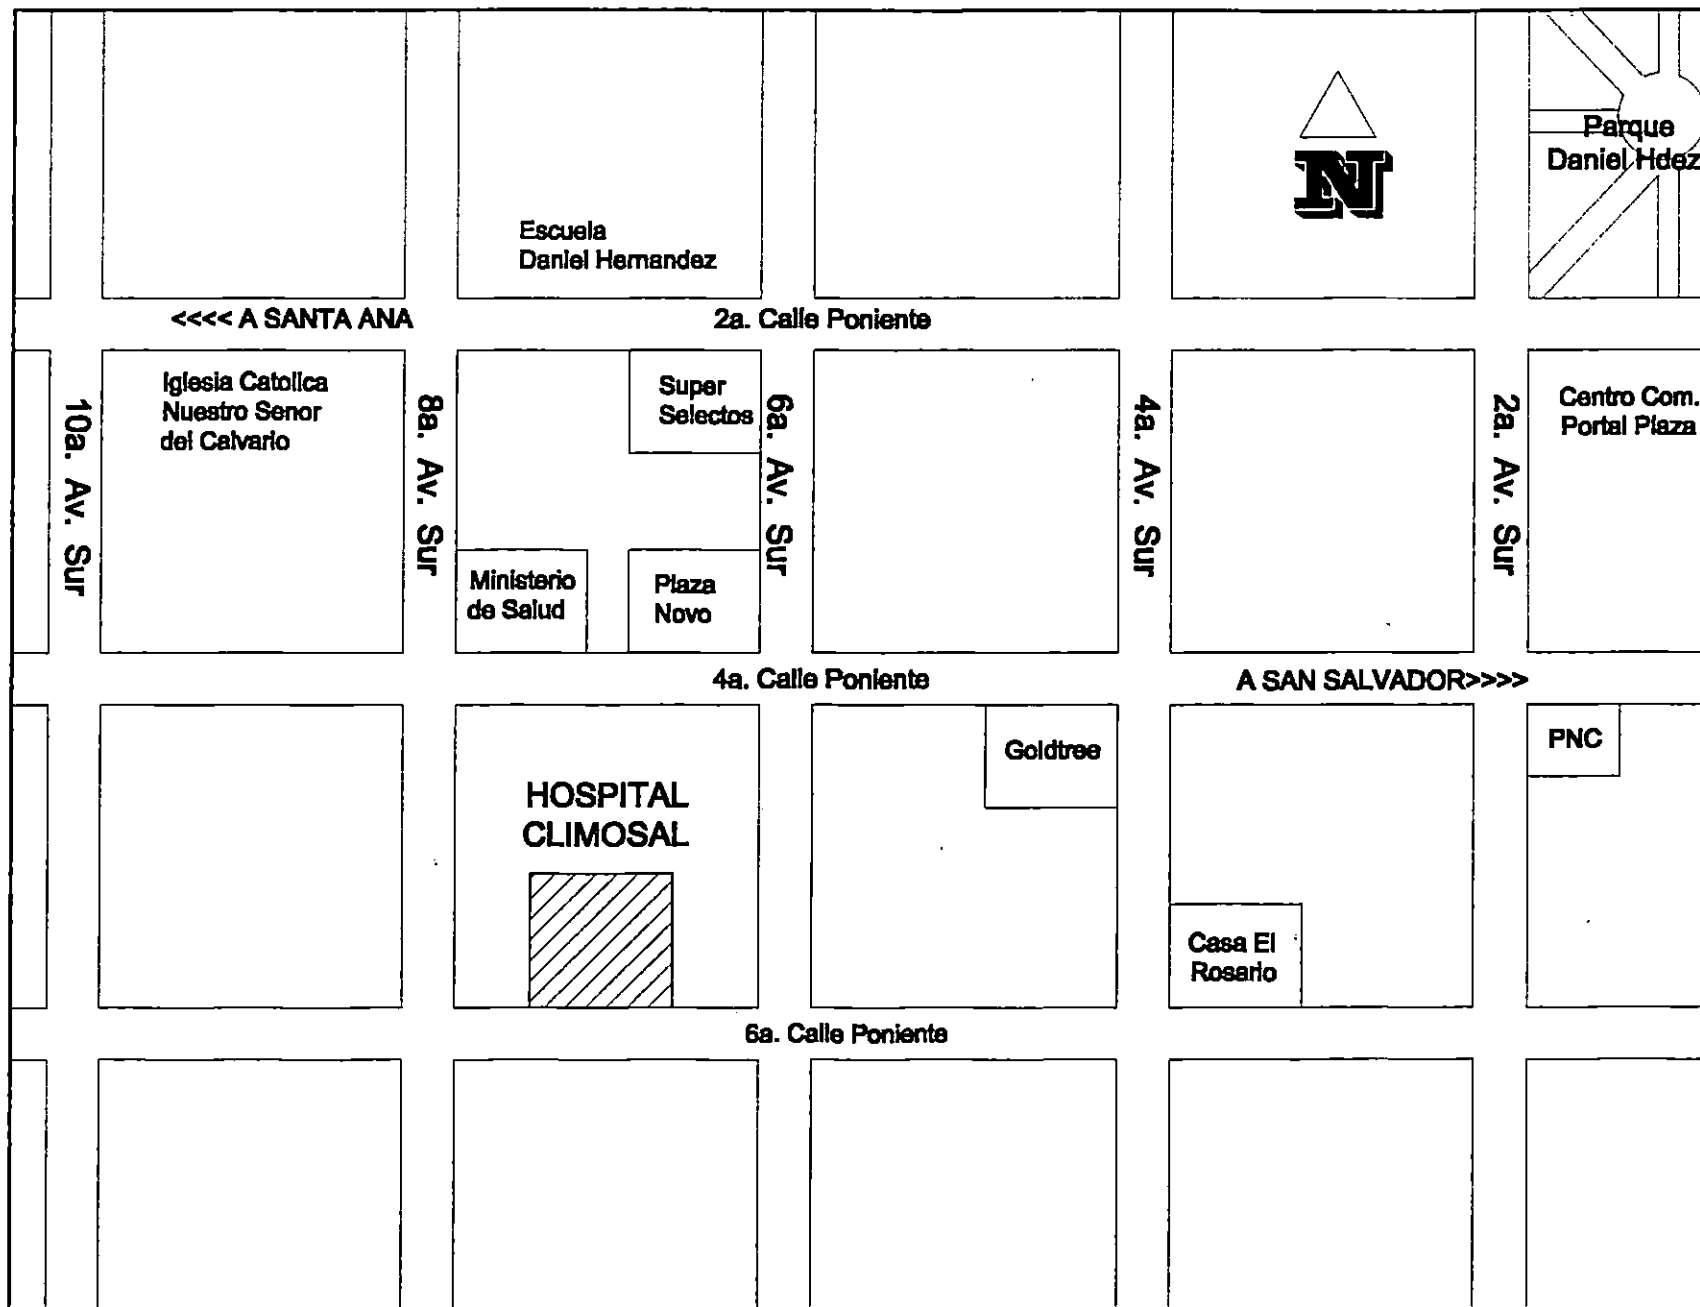 N
Parque
Daniel Hdez
Escuela
Daniel Hernandez
<<<< A SANTA ANA
2a. Calle Poniente
Iglesia Catolica
Nuestro Senor
del Calvario
Super
Selectos
Centro Com.
Portal Plaza
10a. Av. Sur
8a. Av. Sur
6a. Av. Sur
4a. Av. Sur
2a. Av. Sur
Ministerio
de Salud
Plaza
Novo
4a. Calle Poniente
A SAN SALVADOR>>>>
Goldtree
PNC
HOSPITAL
CLIMOSAL
Casa El
Rosario
6a. Calle Poniente